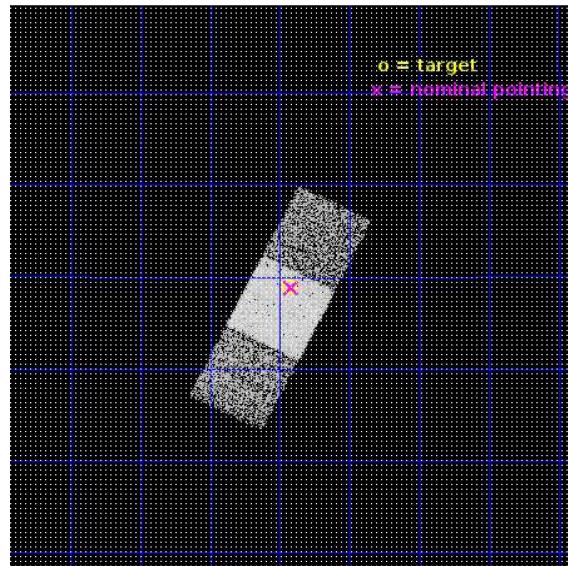 o = target
x = nominal pointing